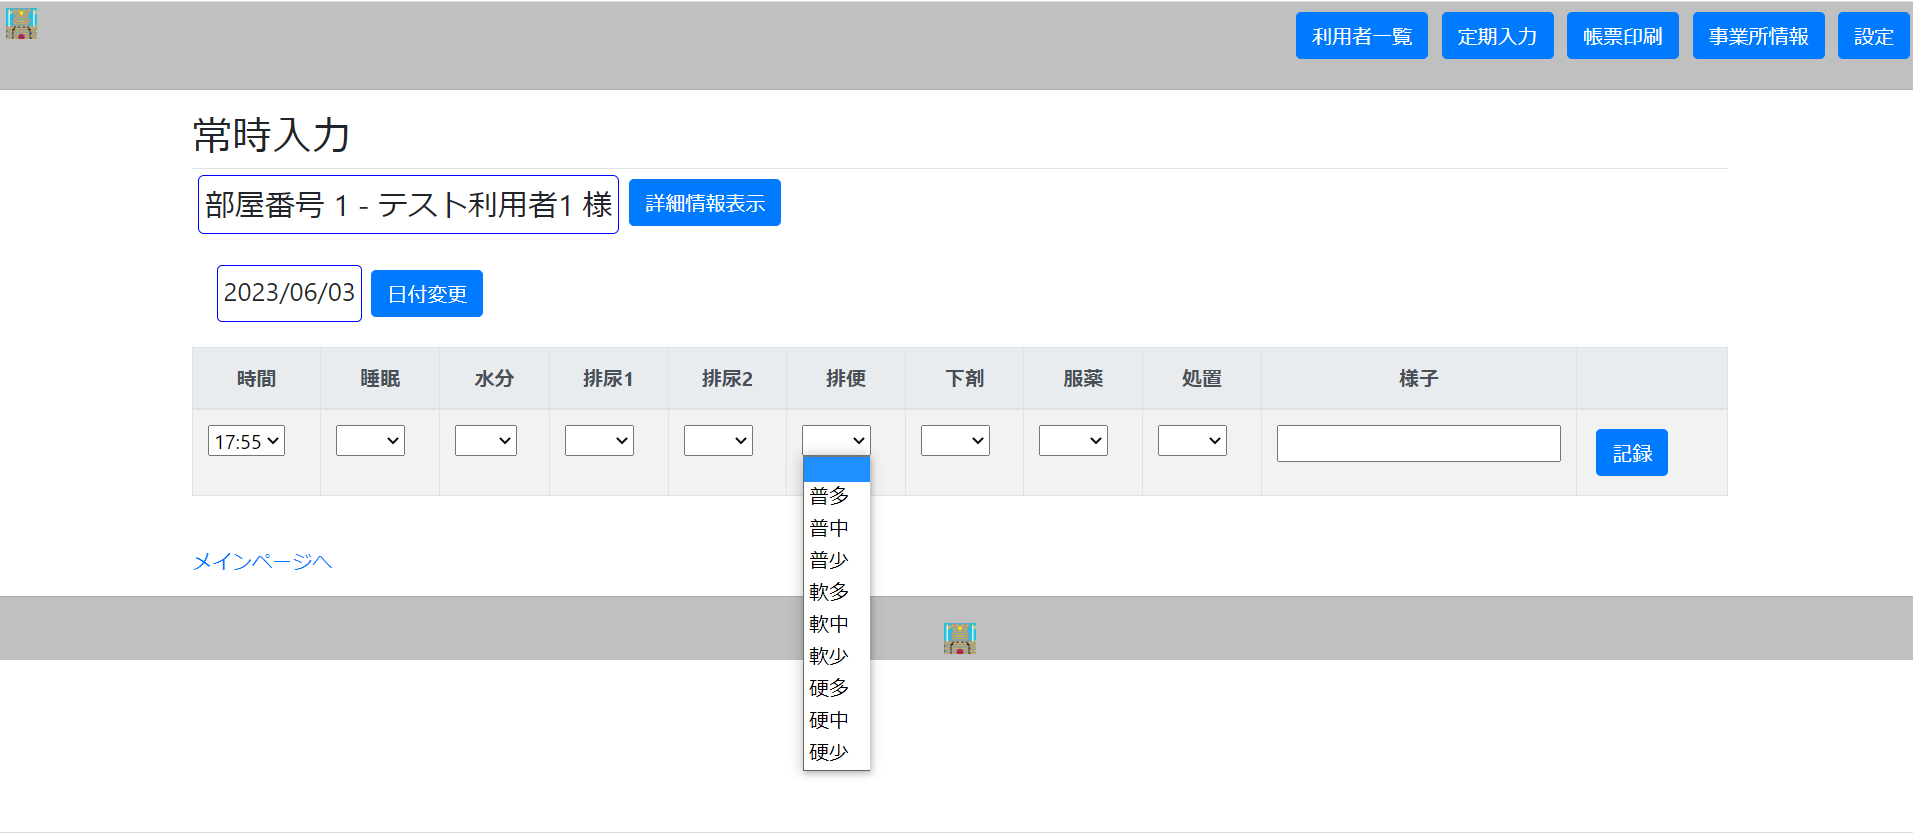 利用者一覧 定期入力 帳票印刷 事業所情報 設定
常時入力
部屋番号 1 - テスト利用者1 様 詳細情報表示
2023/06/03 日付変更
時間 睡眠 水分 排尿1 排尿2 排便 下剤 服薬 処置 様子
17:55 記録
普多
普中
普少
軟多
軟中
軟少
硬多
硬中
硬少
メインページへ